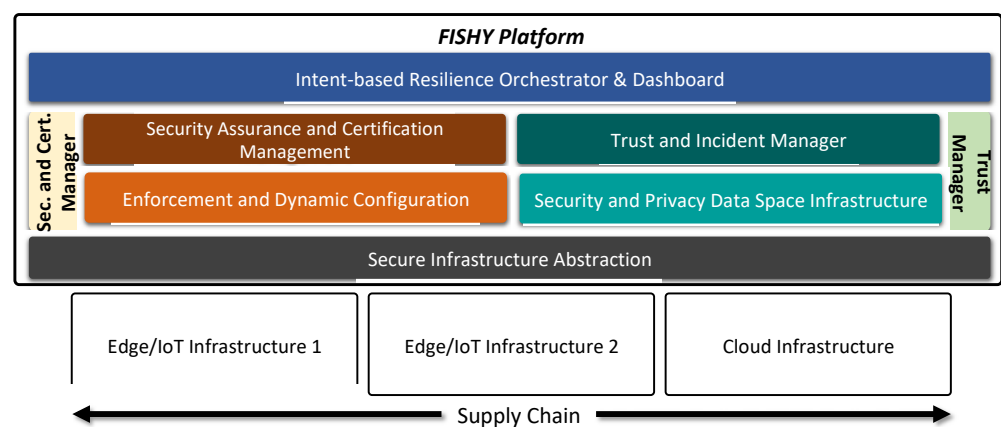 FISHY Platform
Intent-based Resilience Orchestrator & Dashboard
Sec. and Cert.
Manager
Security Assurance and Certification
Management
Trust and Incident Manager
Enforcement and Dynamic Configuration
Security and Privacy Data Space Infrastructure
Trust
Manager
Secure Infrastructure Abstraction
Edge/IoT Infrastructure 1
Edge/IoT Infrastructure 2
Cloud Infrastructure
Supply Chain